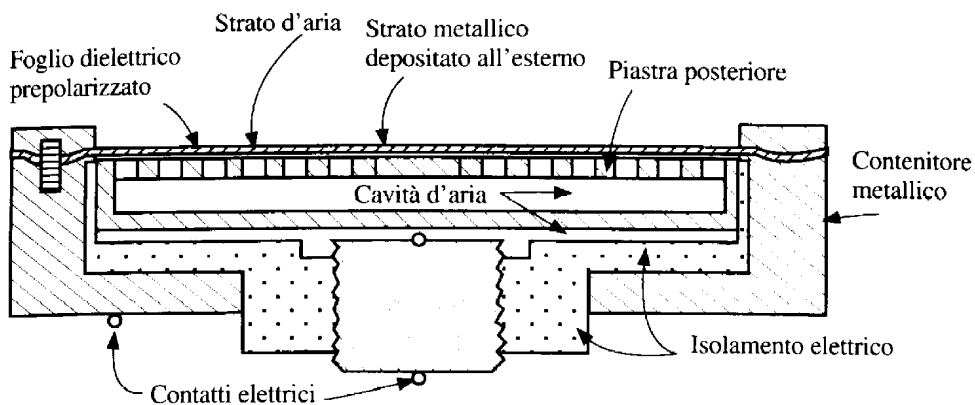 Strato d'aria
Strato metallico
depositato all'esterno
Foglio dielettrico
prepolarizzato
Piastra posteriore
Contenitore
metallico
Cavità d'aria
Isolamento elettrico
Contatti elettrici